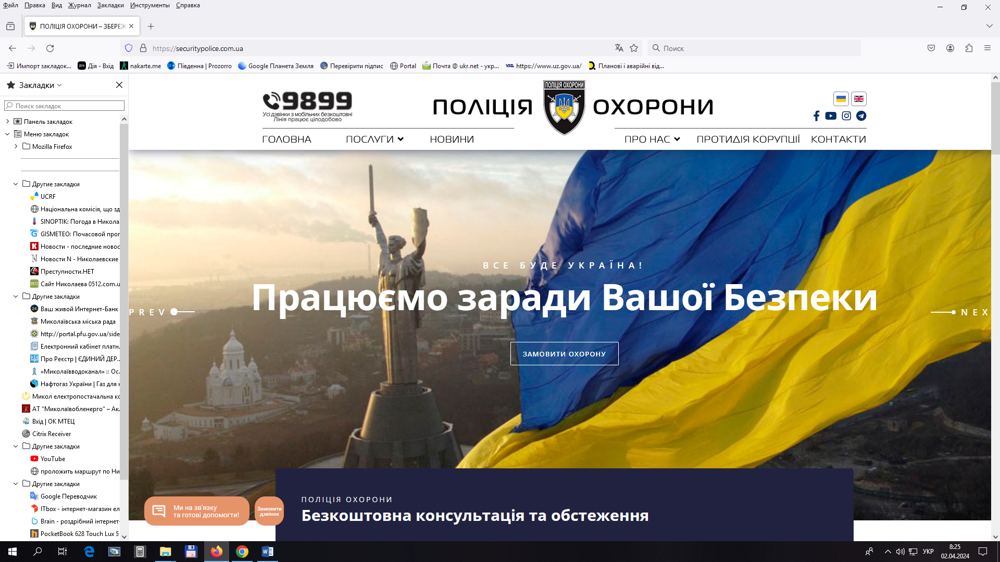 Файл Правка Вид Журнал Закладки Инструменты Справка
ПОЛІЦІЯ ОХОРОНИ – ЗБЕРЕЖ
https://securitypolice.com.ua
Поиск
Импорт закладок...
Дія - Вхід
nakarte.me
Південна | Prozorro
Google Планета Земля
Перевірити підпис
Portal
Почта @ ukr.net - укр...
https://www.uz.gov.ua/
Планові і аварійні від...
Закладки
Поиск закладок
Панель закладок
Меню закладок
Mozilla Firefox
Другие закладки
UCRF
Національна комісія, що зд
SINOPTIK: Погода в Никола
GISMETEO: Почасовой прог
Новости - последние новос
Новости N - Николаевские
Преступности.НЕТ
Сайт Николаева 0512.com.u
Другие закладки
Ваш живой Интернет-Банк
Миколаївська міська рада
http://portal.pfu.gov.ua/side
Електронний кабінет платн.
Про Реєстр | ЄДИНИЙ ДЕР...
«Миколаївводоканал» :: Ос.
Нафтогаз України | Газ для н
Микол електропостачальна ко
АТ "Миколаївобленерго" – Ак.
Вхід | ОК МТЕЦ
Citrix Receiver
Другие закладки
YouTube
проложить маршрут по Ни
Другие закладки
Google Переводчик
ITbox - інтернет-магазин ел
Brain - роздрібний інтернет-
PocketBook 628 Touch Lux 5
9899
Усі дзвінки з мобільних безкоштовні
Лінія працює цілодобово
ПОЛІЦІЯ
ПОЛІЦІЯ ОХОРОНИ
ОХОРОНИ
ГОЛОВНА
ПОСЛУГИ
НОВИНИ
ПРО НАС
ПРОТИДІЯ КОРУПЦІЇ
КОНТАКТИ
ВСЕ БУДЕ УКРАЇНА!
Працюємо заради Вашої Безпеки
PREV
NEX
ЗАМОВИТИ ОХОРОНУ
ПОЛІЦІЯ ОХОРОНИ
Безкоштовна консультація та обстеження
Ми на зв'язку
та готові допомогти!
Замовити
дзвінок
УКР
8:25
02.04.2024